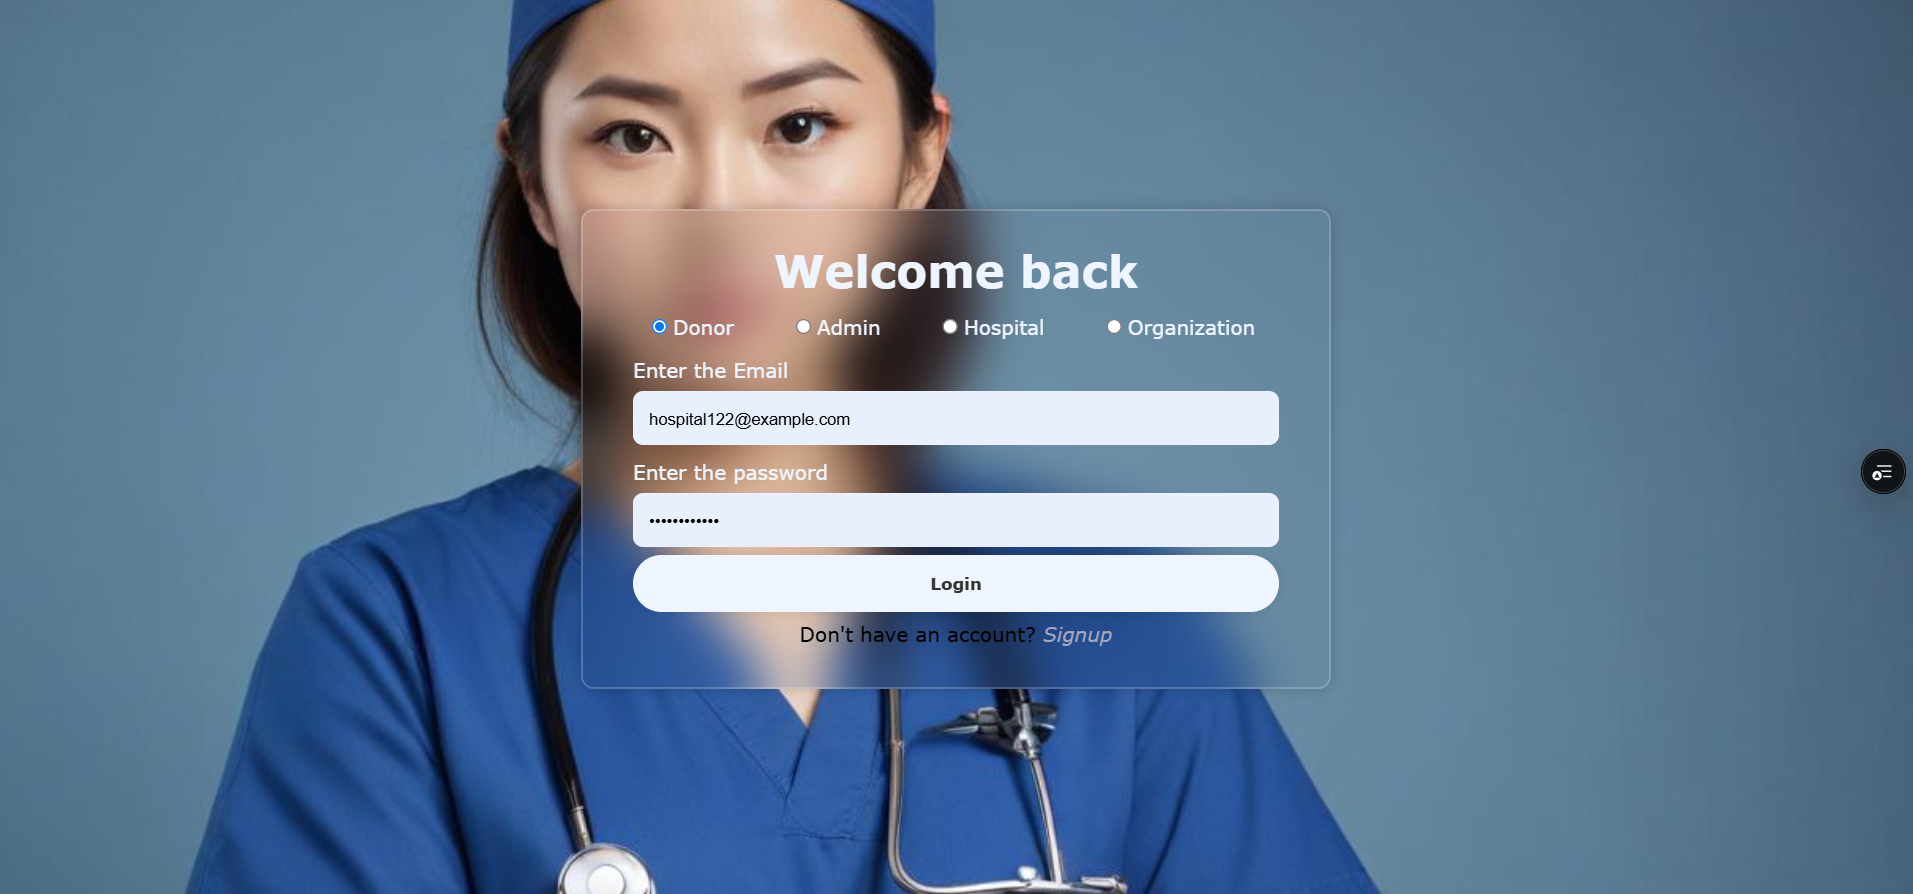 Welcome back
Donor Admin Hospital Organization
Enter the Email
hospital122@example.com
Enter the password
••••••••••••
Login
Don't have an account? Signup